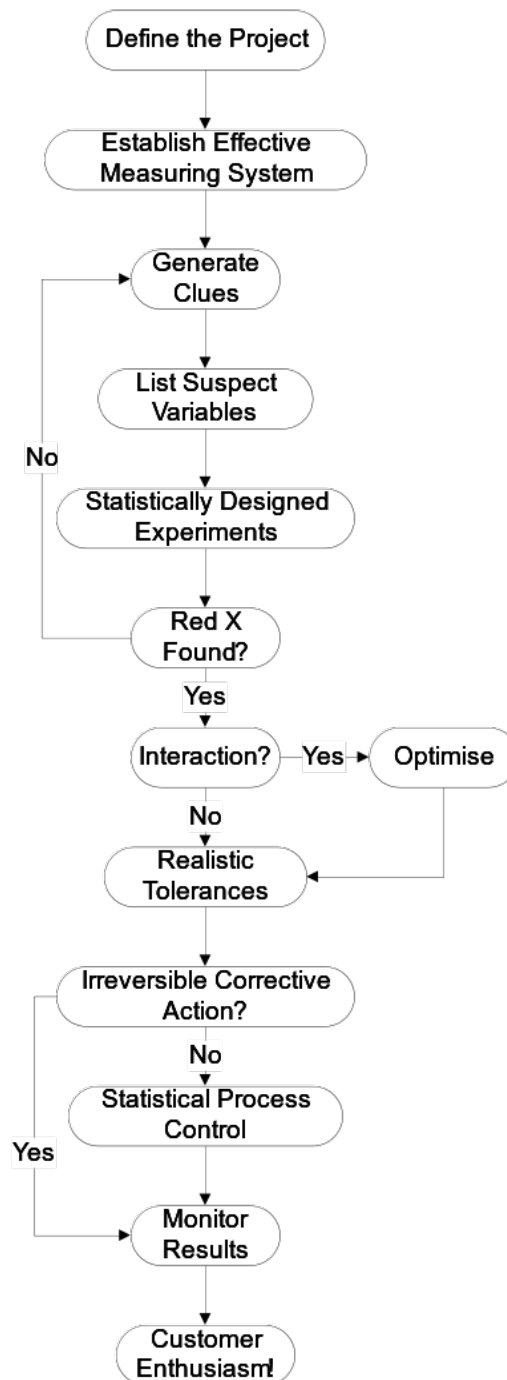 Define the Project
Establish Effective
Measuring System
Generate
Clues
List Suspect
Variables
No
Statistically Designed
Experiments
Red X
Found?
Yes
Interaction?
Yes
Optimise
No
Realistic
Tolerances
Irreversible Corrective
Action?
No
Statistical Process
Control
Yes
Monitor
Results
Customer
Enthusiasm!